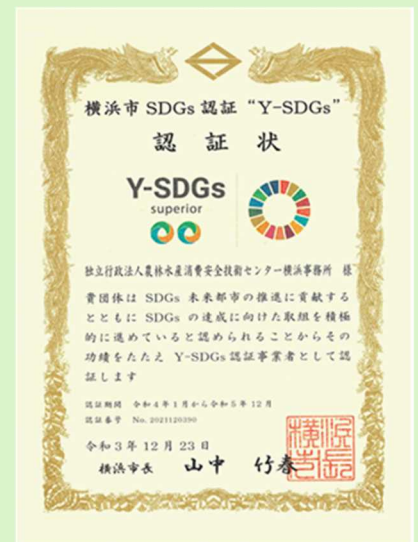 横浜市 SDGs 認証 “Y-SDGs”
認証状
Y-SDGs
superior
独立行政法人農林水産消費安全技術センター横浜事務所 様
貴団体は SDGs 未来都市の推進に貢献する
とともに SDGs の達成に向けた取組を積極
的に進めていると認められることからその
功績をたたえ Y-SDGs 認証事業者として認
証します
認証期間 令和4年1月から令和5年12月
認証番号 No. 2021120390
令和3年12月23日
横浜市長 山中 竹春